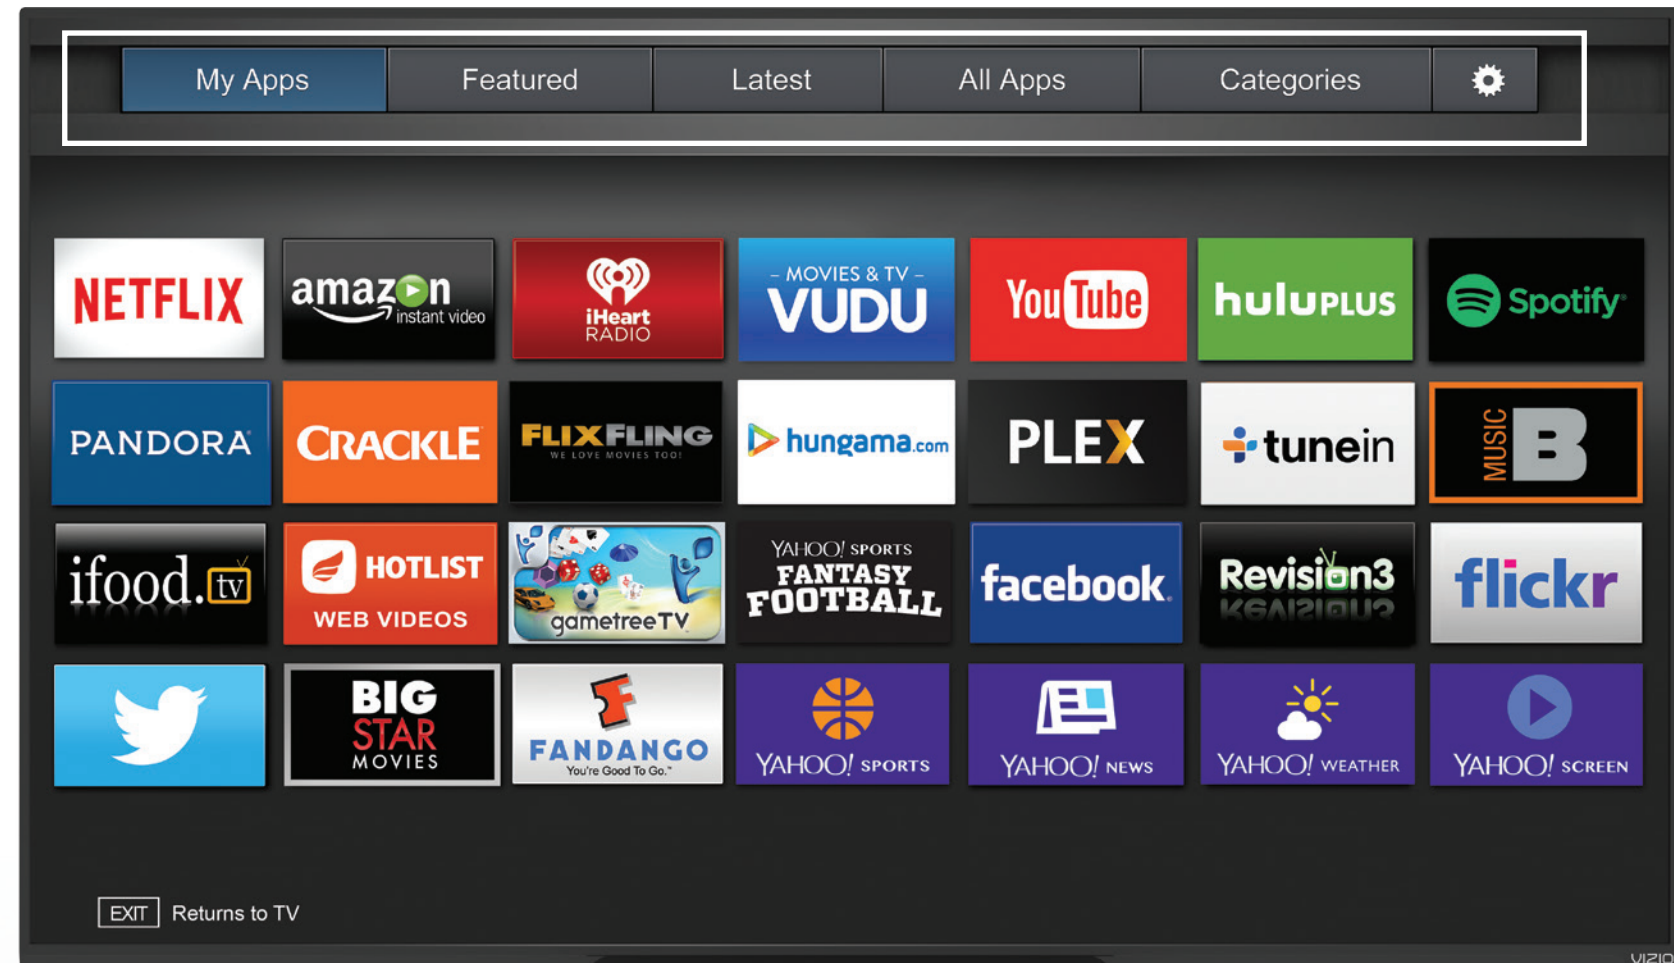 My Apps
Featured
Latest
All Apps
Categories
NETFLIX
amazon
instant video
iHeart
RADIO
- MOVIES & TV -
VUDU
YouTube
huluPLUS
Spotify
PANDORA
CRACKLE
FLIXFLING
WE LOVE MOVIES TOO!
hungama.com
PLEX
tunein
MUSIC
B
ifood.tv
HOTLIST
WEB VIDEOS
gametreeTV
YAHOO! SPORTS
FANTASY
FOOTBALL
facebook
Revision3
flickr
BIG
STAR
MOVIES
FANDANGO
You're Good To Go.™
YAHOO! SPORTS
YAHOO! NEWS
YAHOO! WEATHER
YAHOO! SCREEN
EXIT Returns to TV